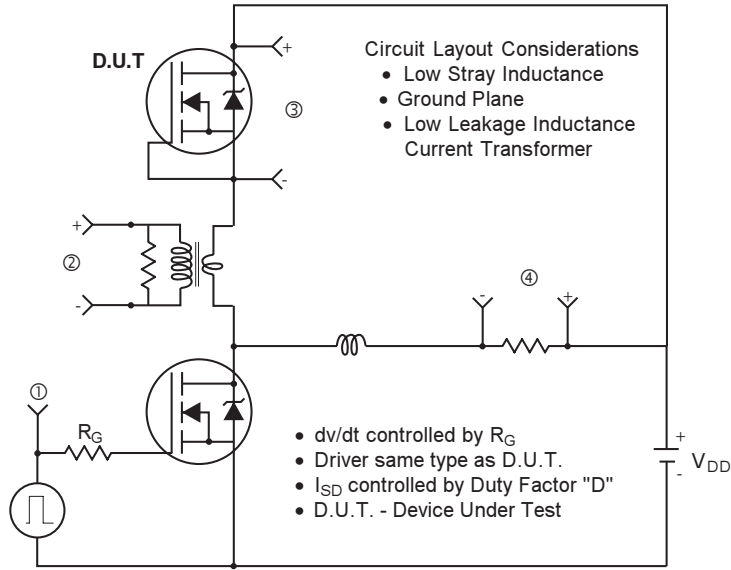 D.U.T
+
-
③
Circuit Layout Considerations
• Low Stray Inductance
• Ground Plane
• Low Leakage Inductance
Current Transformer
+
②
-
④
-
+
①
R_G
• dv/dt controlled by R_G
• Driver same type as D.U.T.
• I_SD controlled by Duty Factor "D"
• D.U.T. - Device Under Test
+
V_DD
-